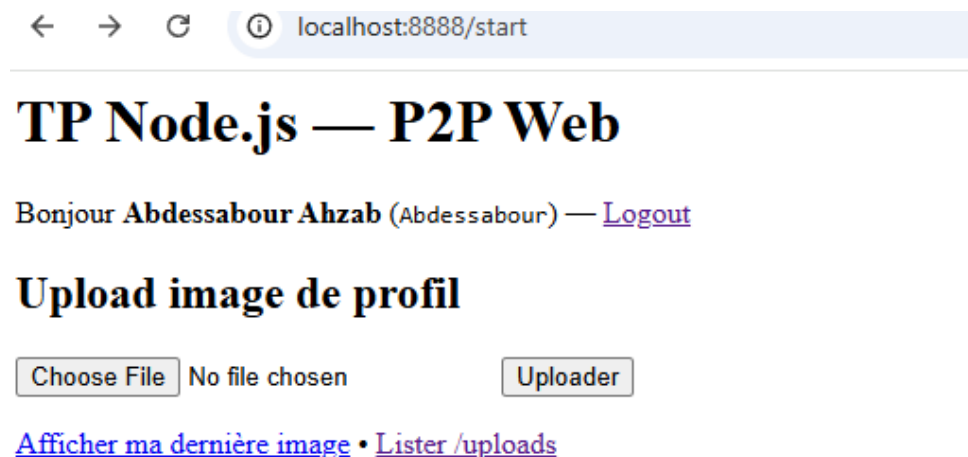 localhost:8888/start
TP Node.js — P2P Web
Bonjour Abdessabour Ahzab (Abdessabour) — Logout
Upload image de profil
Choose File No file chosen Uploader
Afficher ma dernière image • Lister /uploads